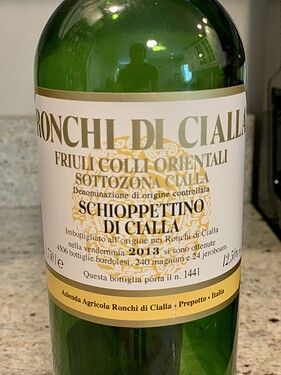 RONCHI DI CIALLA
FRIULI COLLI ORIENTALI
SOTTOZONA CIALLA
Denominazione di origine controllata
SCHIOPPETTINO
DI CIALLA
Imbottigliato all'origine nei Ronchi di Cialla
nella vendemmia 2013 si sono ottenute
4506 bottiglie bordolesi, 240 magnum e 24 jeroboam
Questa bottiglia porta il n. 1441
Azienda Agricola Ronchi di Cialla • Prepotto • Italia